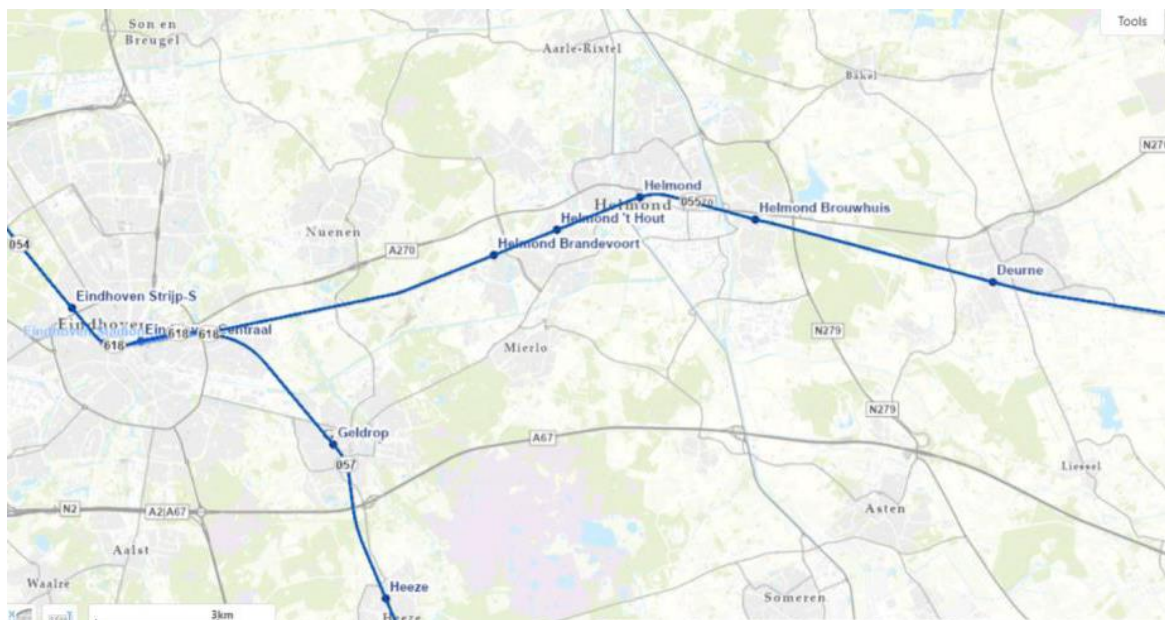 Son en
Breugel
Tools
Aarle-Rixtel
Bakel
N279
Helmond
Helmond
055
Helmond Brouwhuis
Helmond 't Hout
Nuenen
A270
Helmond Brandevoort
054
Deurne
Eindhoven Strijp-S
Eindhoven
618
618
618
Centraal
Mierlo
N279
N279
Geldrop
A67
057
Liessel
N2
A2|A67
Asten
Aalst
Waalre
Heeze
Heeze
Someren
3km